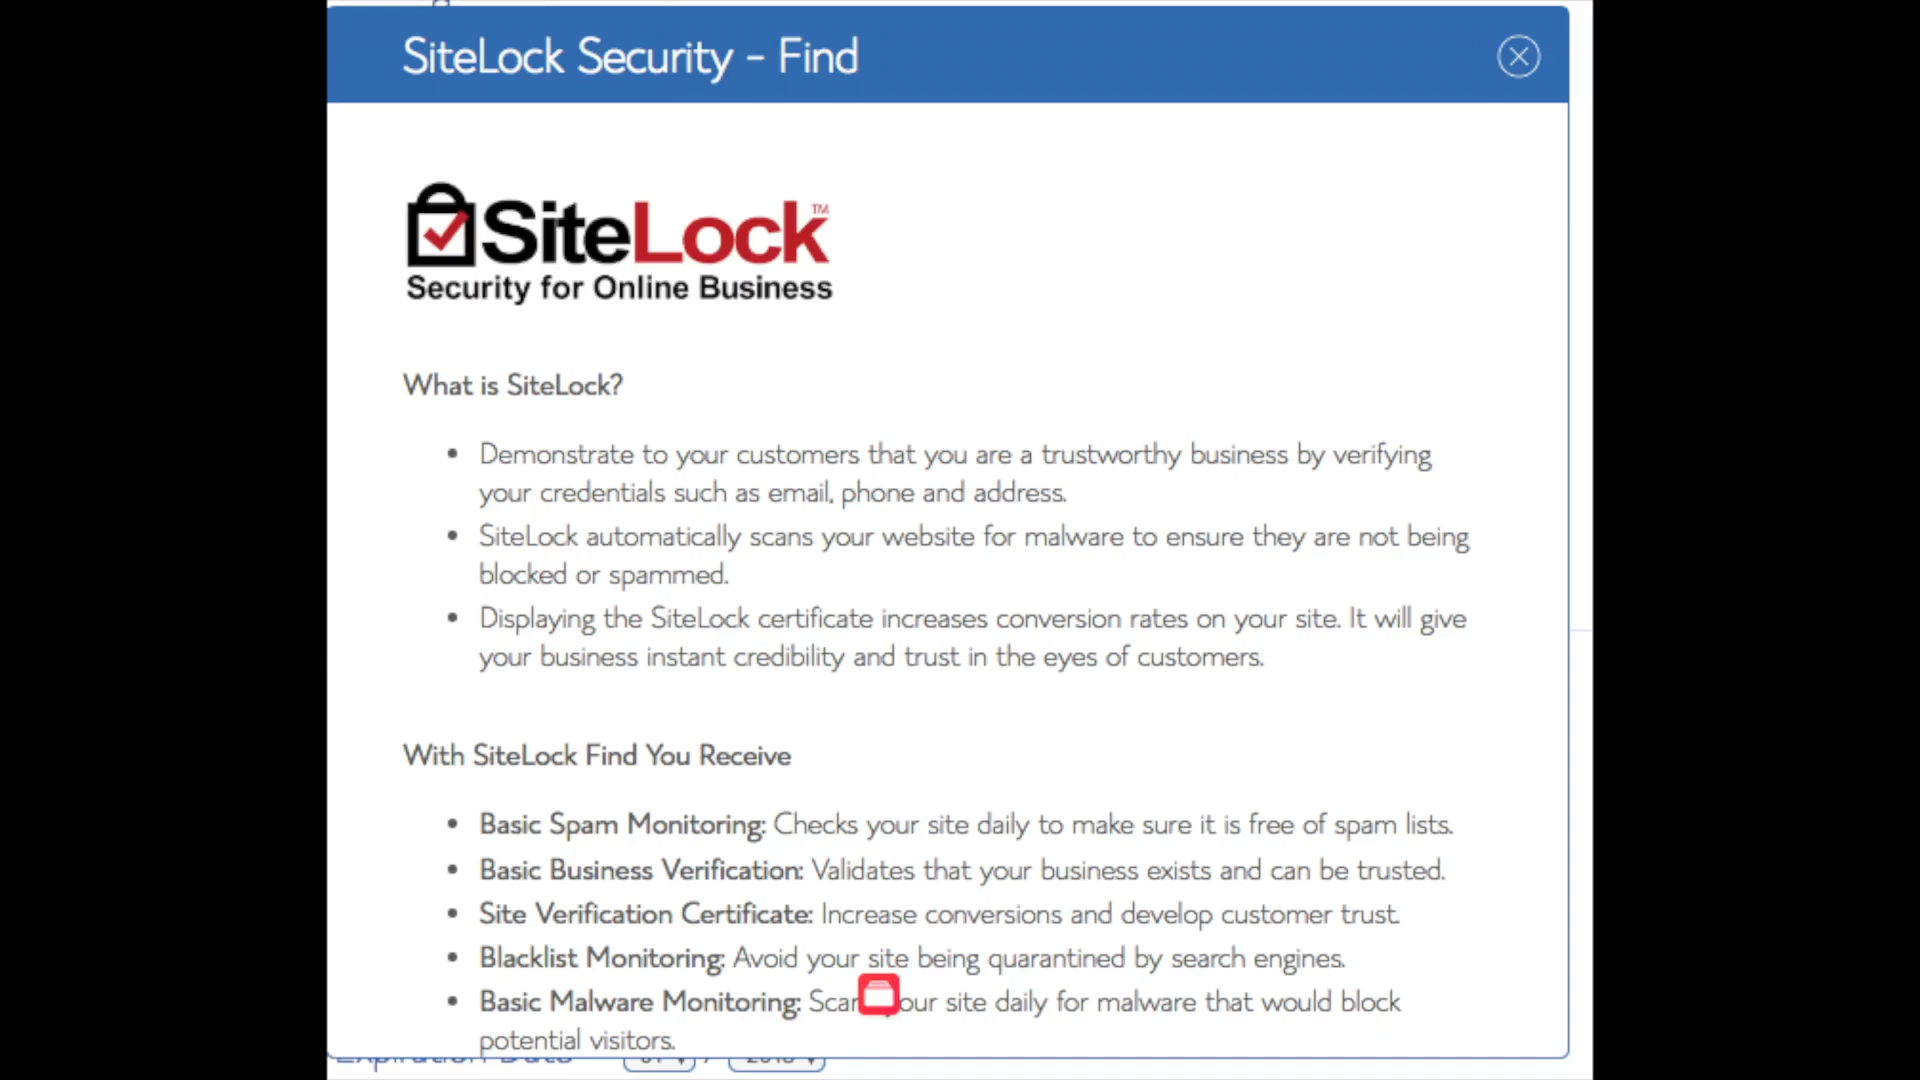 SiteLock Security - Find
SiteLock™
Security for Online Business
What is SiteLock?
• Demonstrate to your customers that you are a trustworthy business by verifying
your credentials such as email, phone and address.
• SiteLock automatically scans your website for malware to ensure they are not being
blocked or spammed.
• Displaying the SiteLock certificate increases conversion rates on your site. It will give
your business instant credibility and trust in the eyes of customers.
With SiteLock Find You Receive
• Basic Spam Monitoring: Checks your site daily to make sure it is free of spam lists.
• Basic Business Verification: Validates that your business exists and can be trusted.
• Site Verification Certificate: Increase conversions and develop customer trust.
• Blacklist Monitoring: Avoid your site being quarantined by search engines.
• Basic Malware Monitoring: Scan your site daily for malware that would block
potential visitors.
Expiration Date